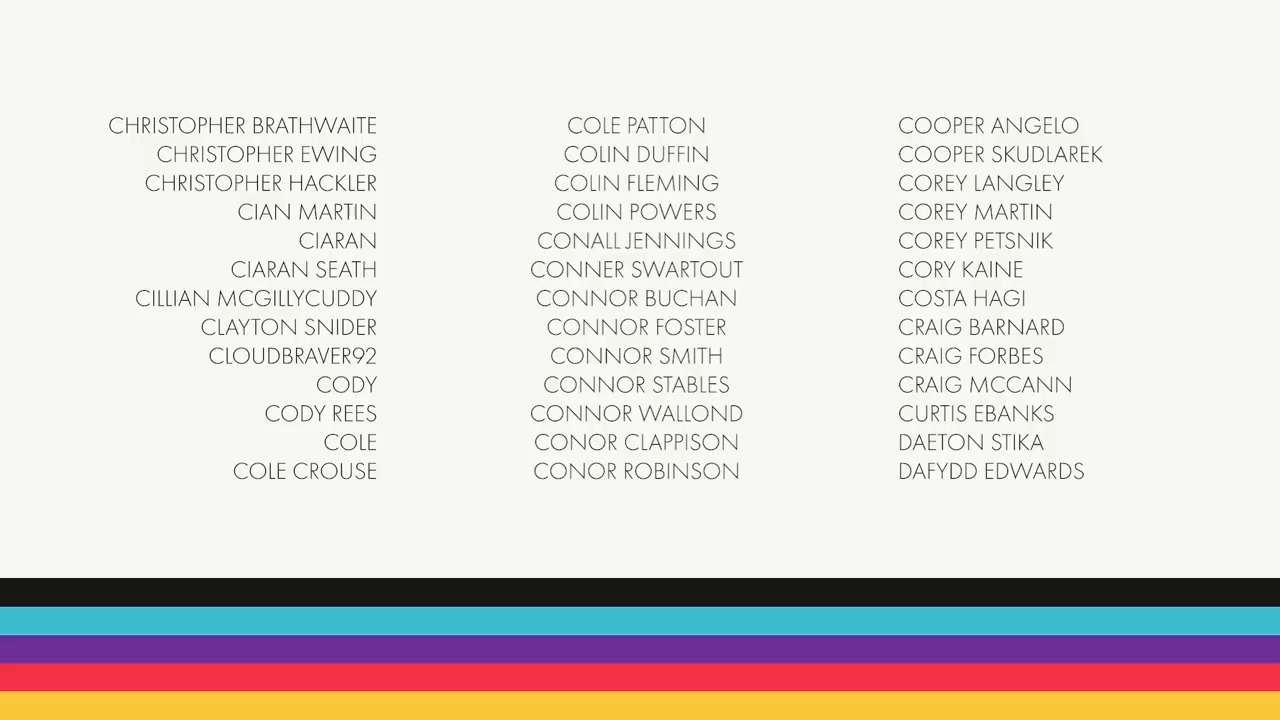 CHRISTOPHER BRATHWAITE
CHRISTOPHER EWING
CHRISTOPHER HACKLER
CIAN MARTIN
CIARAN
CIARAN SEATH
CILLIAN MCGILLYCUDDY
CLAYTON SNIDER
CLOUDBRAVER92
CODY
CODY REES
COLE
COLE CROUSE
COLE PATTON
COLIN DUFFIN
COLIN FLEMING
COLIN POWERS
CONALL JENNINGS
CONNER SWARTOUT
CONNOR BUCHAN
CONNOR FOSTER
CONNOR SMITH
CONNOR STABLES
CONNOR WALLOND
CONOR CLAPPISON
CONOR ROBINSON
COOPER ANGELO
COOPER SKUDLAREK
COREY LANGLEY
COREY MARTIN
COREY PETSNIK
CORY KAINE
COSTA HAGI
CRAIG BARNARD
CRAIG FORBES
CRAIG MCCANN
CURTIS EBANKS
DAETON STIKA
DAFYDD EDWARDS